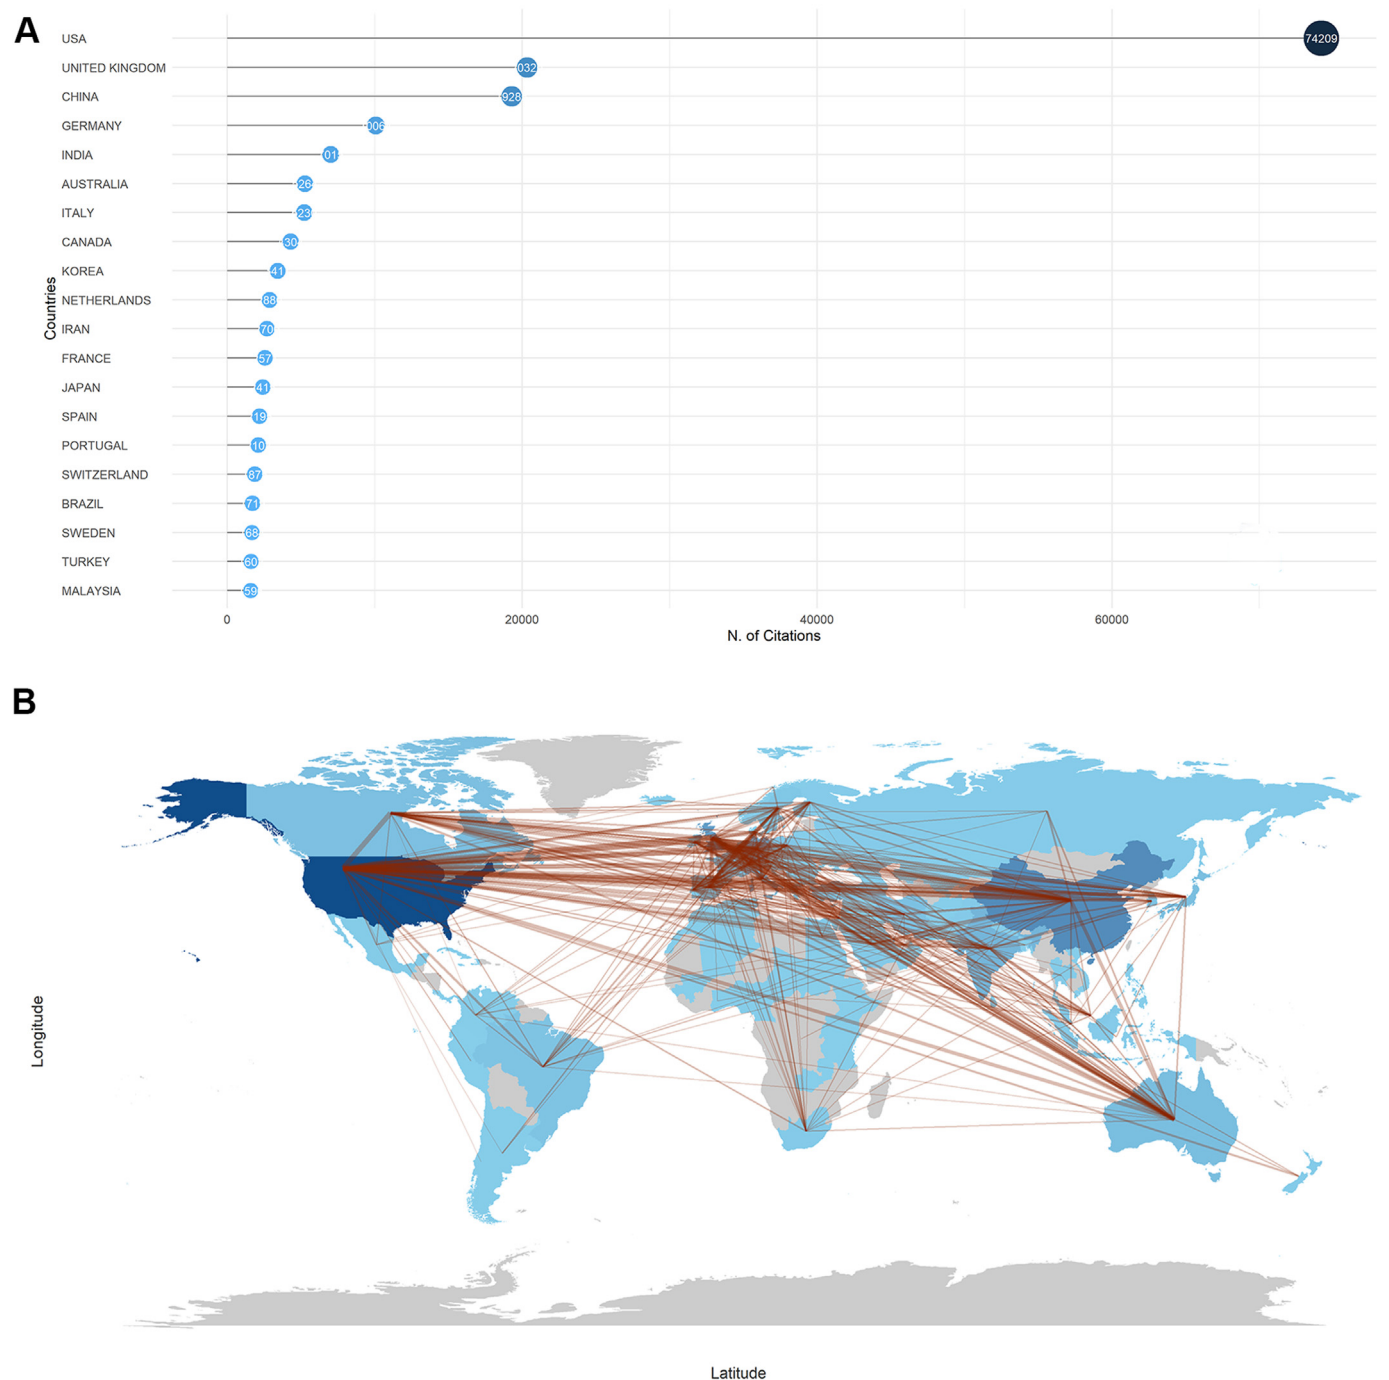 A
USA 74209
UNITED KINGDOM 032
CHINA 928
GERMANY 006
INDIA 01
AUSTRALIA 26
ITALY 23
CANADA 30
KOREA 41
NETHERLANDS 88
IRAN 70
FRANCE 57
JAPAN 41
SPAIN 19
PORTUGAL 10
SWITZERLAND 87
BRAZIL 71
SWEDEN 68
TURKEY 60
MALAYSIA 59
Countries
0 20000 40000 60000
N. of Citations
B
Longitude
Latitude